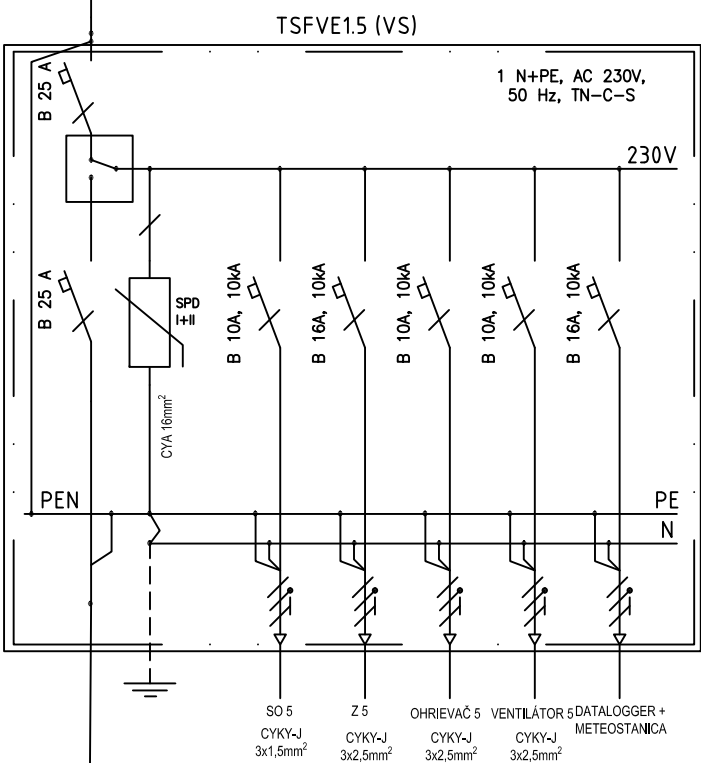 TSFVE1.5 (VS)
1 N+PE, AC 230V,
50 Hz, TN-C-S
B 25 A
230V
B 25 A
SPD
I+II
B 10A, 10kA
B 16A, 10kA
B 10A, 10kA
B 10A, 10kA
B 16A, 10kA
CYA 16mm²
PEN
PE
N
SO 5
CYKY-J
3x1,5mm²
Z 5
CYKY-J
3x2,5mm²
OHRIEVAČ 5
CYKY-J
3x2,5mm²
VENTILÁTOR 5
CYKY-J
3x2,5mm²
DATALOGGER +
METEOSTANICA